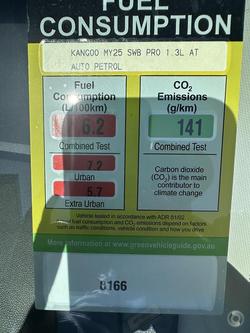 FUEL
CONSUMPTION
KANGOO MY25 SWB PRO 1.3L AT
AUTO PETROL
Fuel
Consumption
(L/100km)
6.2
Combined Test
7.2
Urban
5.7
Extra Urban
CO2
Emissions
(g/km)
141
Combined Test
Carbon dioxide
(CO2) is the main
contributor to
climate change
Vehicle tested in accordance with ADR 81/02
fuel consumption and CO2 emissions depend on factors
such as traffic conditions, vehicle condition and how you drive
More information at www.greenvehicleguide.gov.au
8166